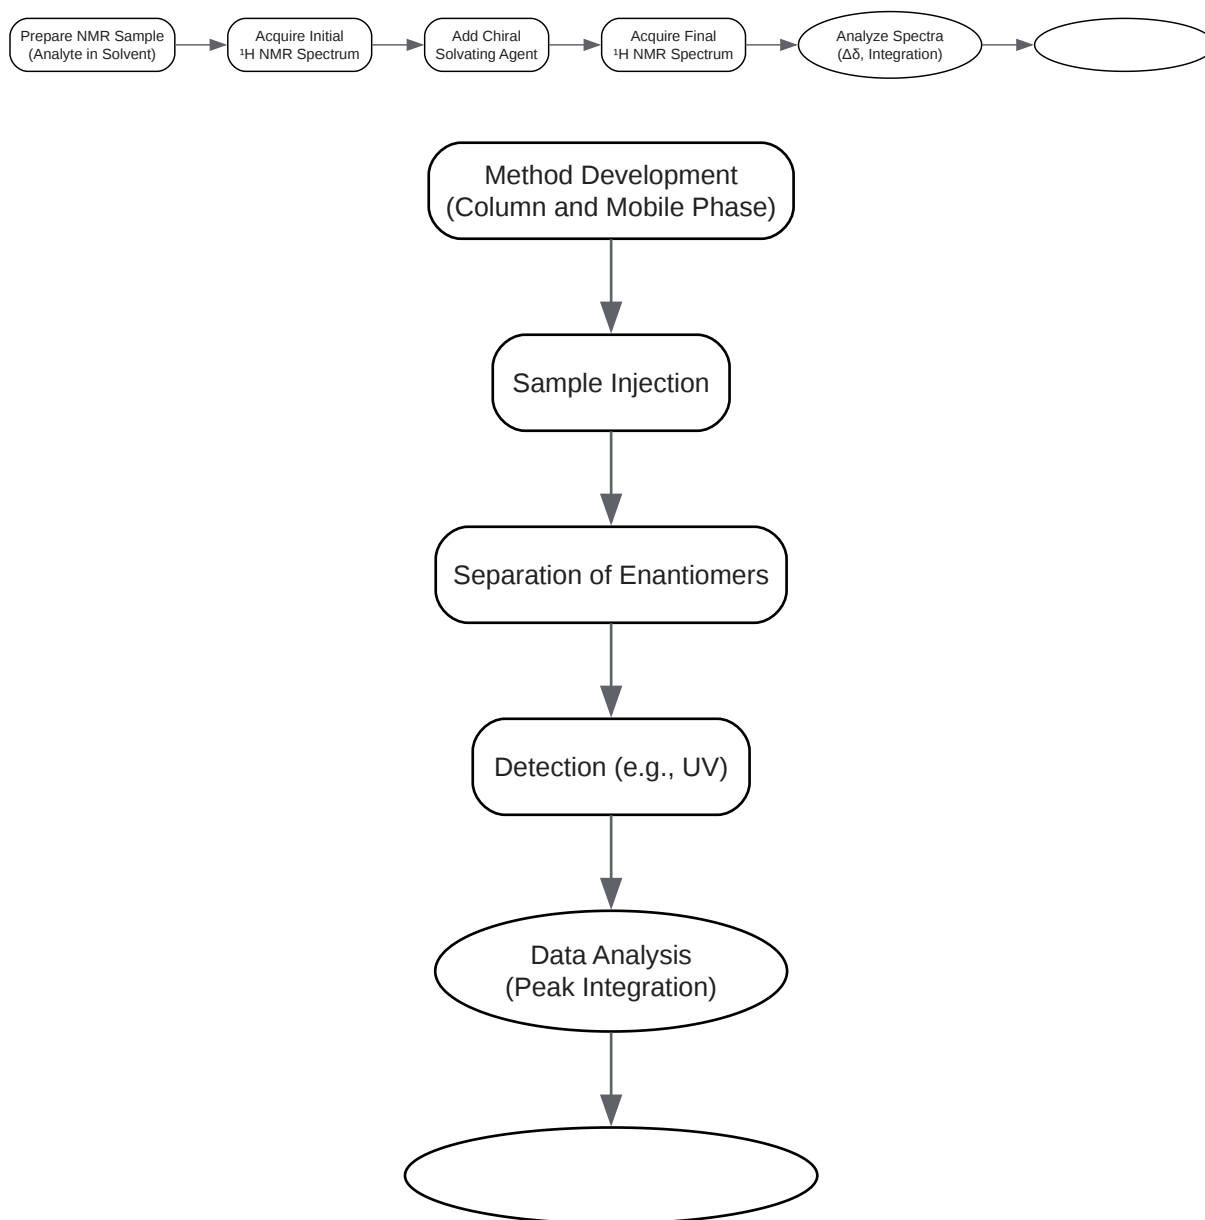 Prepare NMR Sample
(Analyte in Solvent)
Acquire Initial
¹H NMR Spectrum
Add Chiral
Solvating Agent
Acquire Final
¹H NMR Spectrum
Analyze Spectra
(Δδ, Integration)
Method Development
(Column and Mobile Phase)
Sample Injection
Separation of Enantiomers
Detection (e.g., UV)
Data Analysis
(Peak Integration)